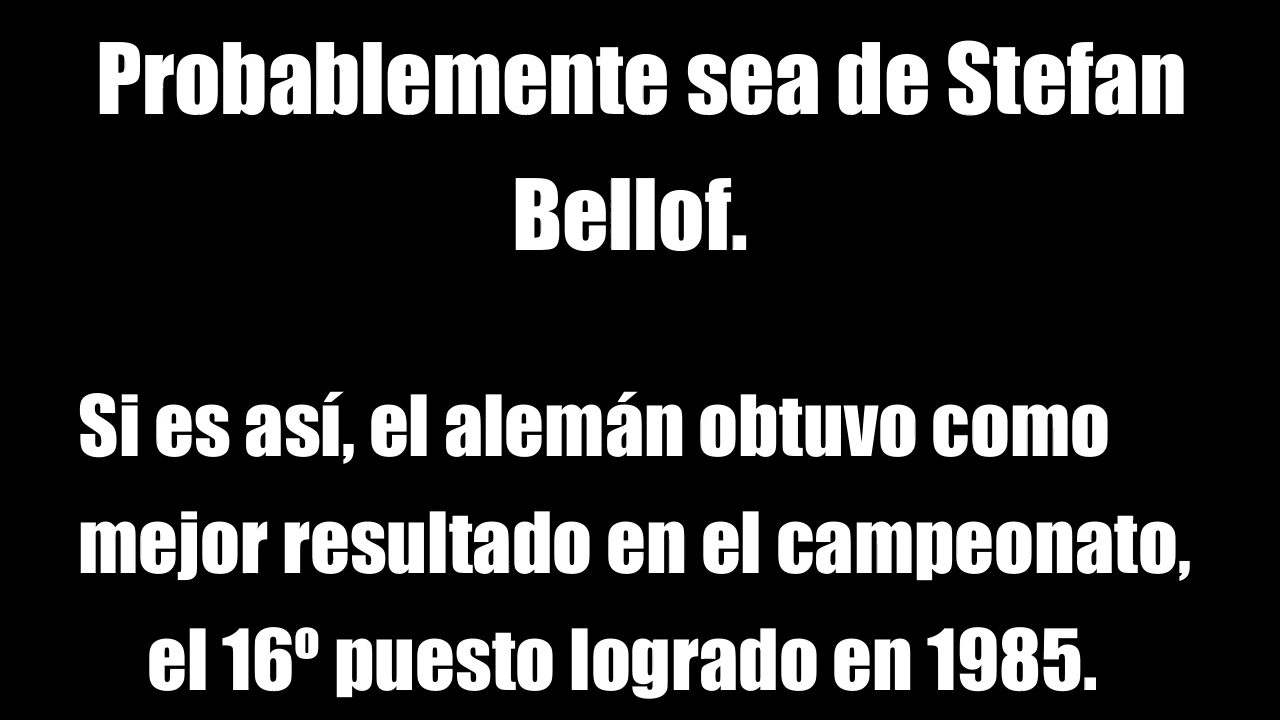 Probablemente sea de Stefan
Bellof.
Si es así, el alemán obtuvo como
mejor resultado en el campeonato,
el 16º puesto logrado en 1985.